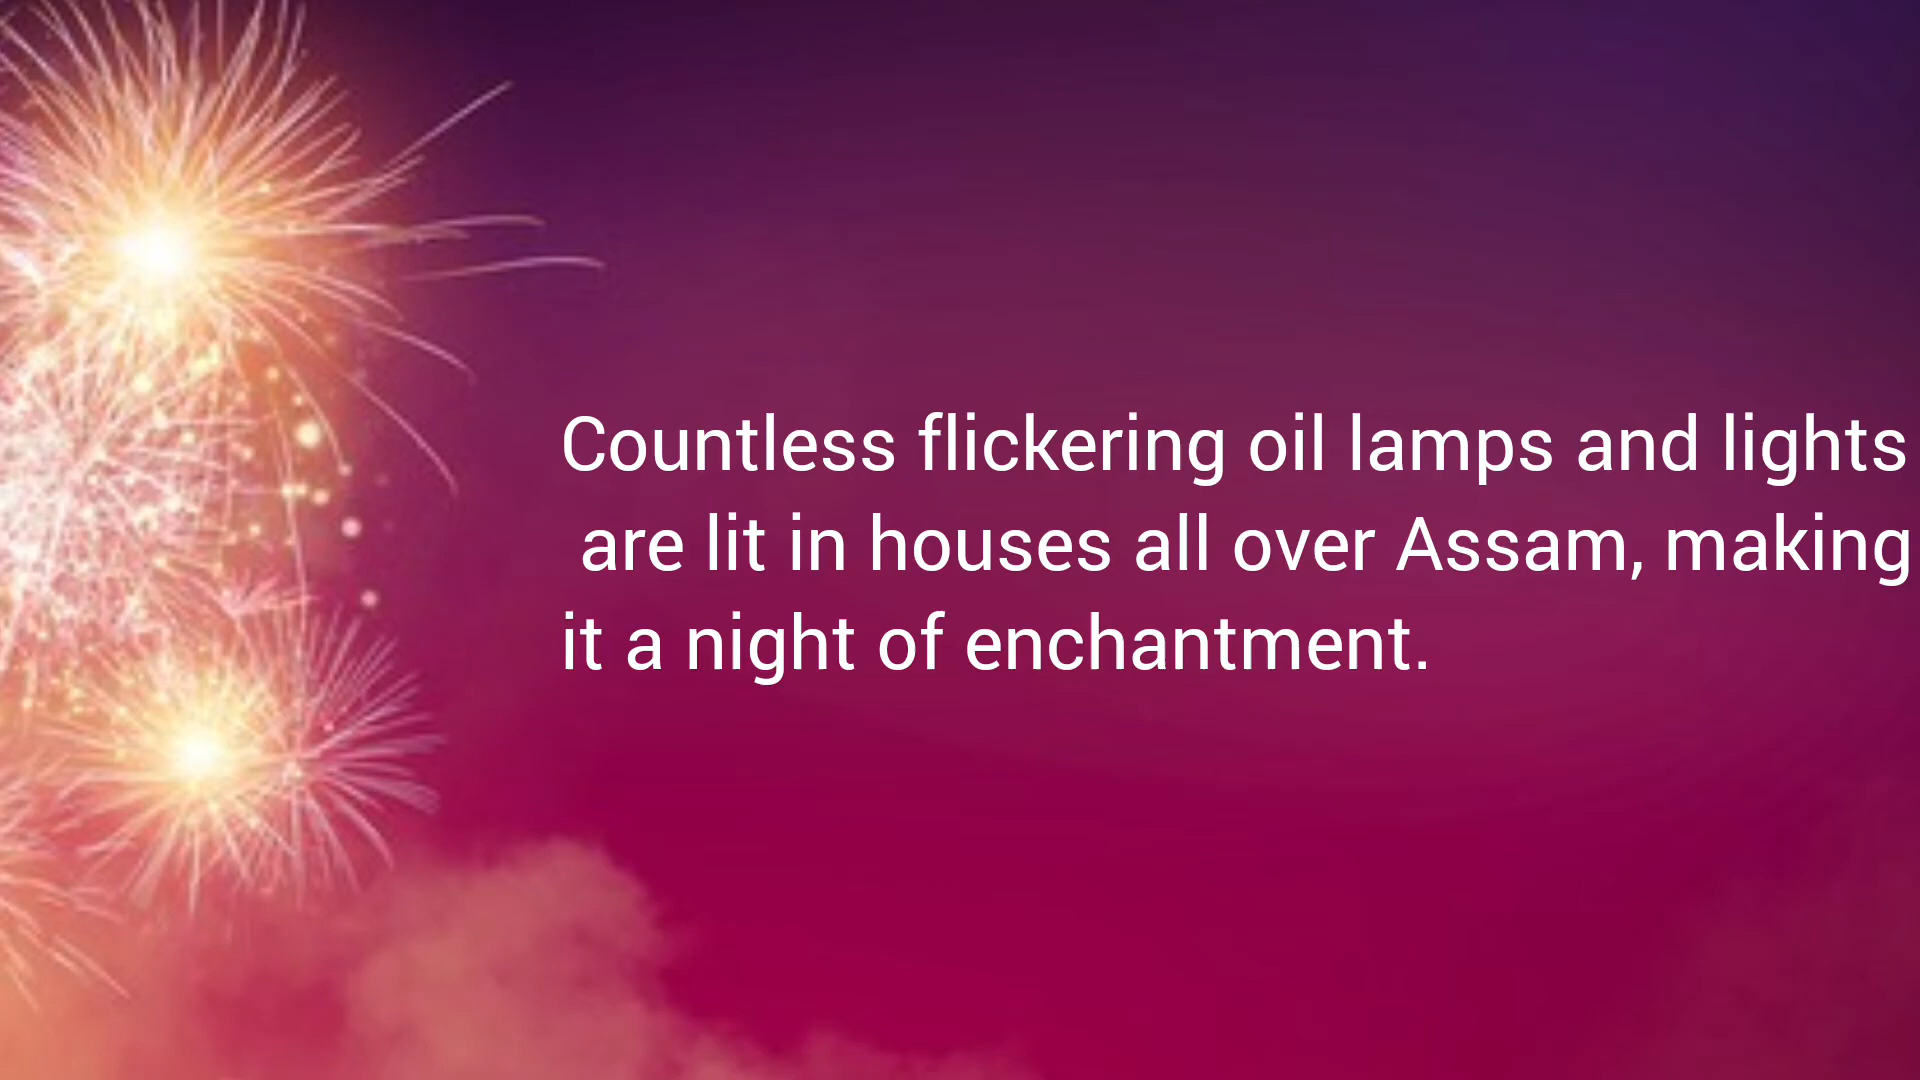 Countless flickering oil lamps and lights
are lit in houses all over Assam, making
it a night of enchantment.